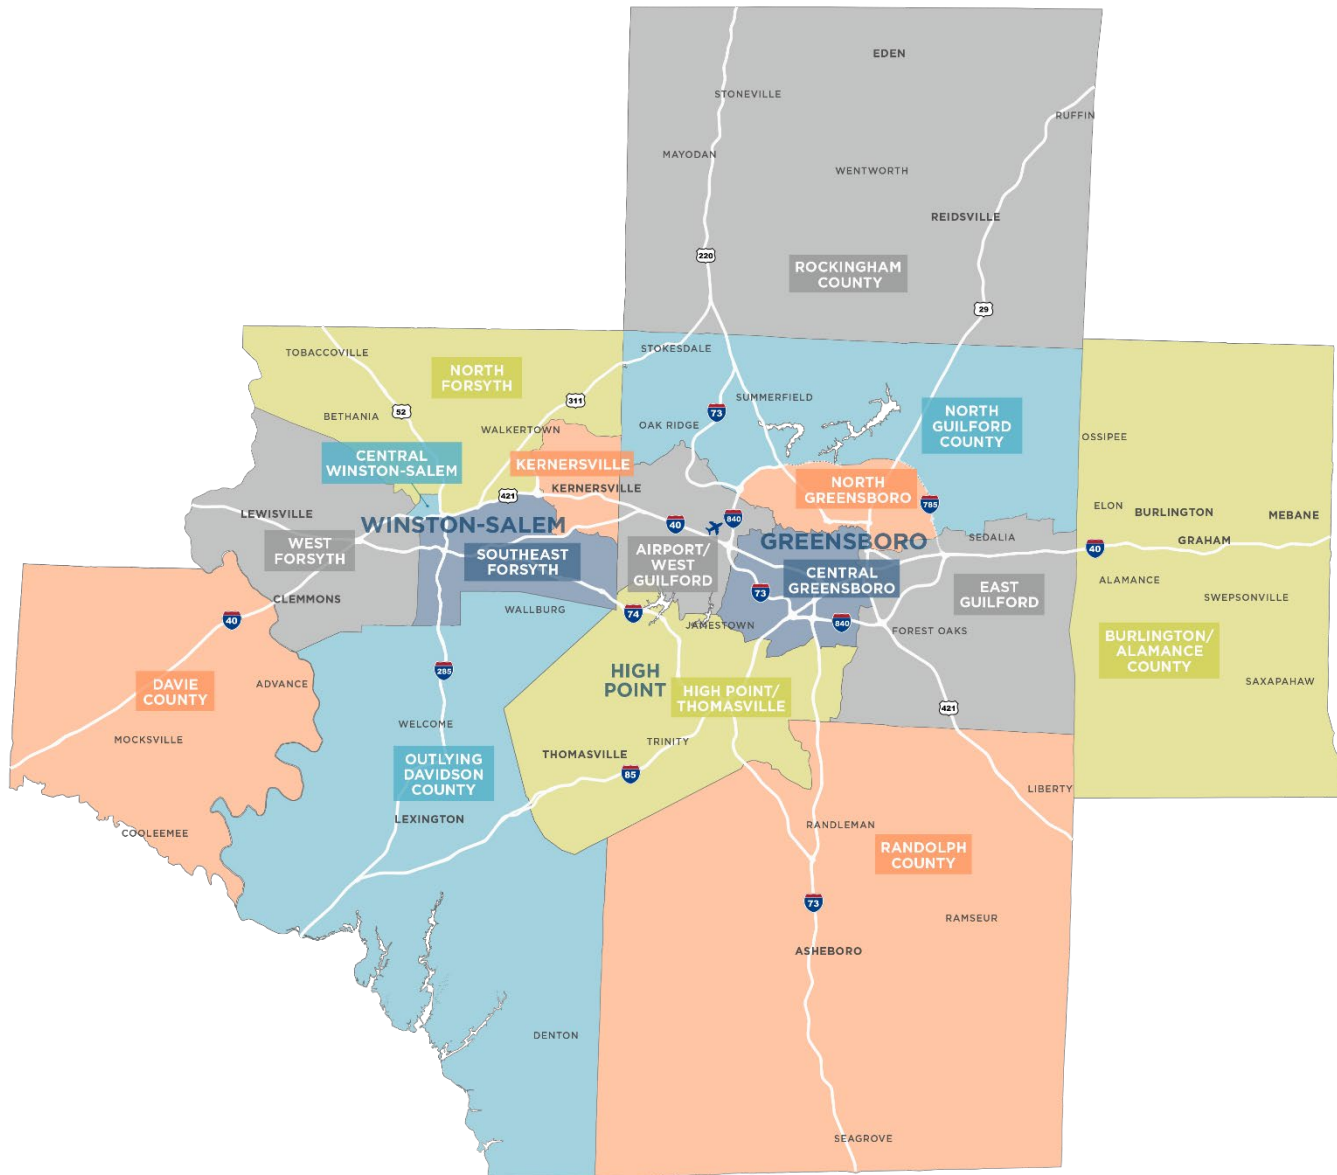 EDEN
STONEVILLE
RUFFIN
MAYODAN
WENTWORTH
REIDSVILLE
220
ROCKINGHAM
COUNTY
29
TOBACCOVILLE
STOKESDALE
NORTH
FORSYTH
311
52
BETHANIA
WALKERTOWN
73
SUMMERFIELD
OAK RIDGE
NORTH
GUILFORD
COUNTY
OSSIPEE
CENTRAL
WINSTON-SALEM
KERNERSVILLE
KERNERSVILLE
421
NORTH
GREENSBORO
785
LEWISVILLE
WINSTON-SALEM
40
840
GREENSBORO
SEDALIA
ELON
BURLINGTON
MEBANE
GRAHAM
40
WEST
FORSYTH
SOUTHEAST
FORSYTH
AIRPORT/
WEST
GUILFORD
CENTRAL
GREENSBORO
73
EAST
GUILFORD
ALAMANCE
SWEPSONVILLE
CLEMMONS
40
WALLBURG
74
JAMESTOWN
840
FOREST OAKS
BURLINGTON/
ALAMANCE
COUNTY
SAXAPAHAW
285
HIGH
POINT
HIGH POINT/
THOMASVILLE
421
DAVIE
COUNTY
ADVANCE
MOCKSVILLE
WELCOME
TRINITY
THOMASVILLE
85
OUTLYING
DAVIDSON
COUNTY
LIBERTY
LEXINGTON
COOLEEMEE
RANDLEMAN
RANDOLPH
COUNTY
73
RAMSEUR
ASHEBORO
DENTON
SEAGROVE